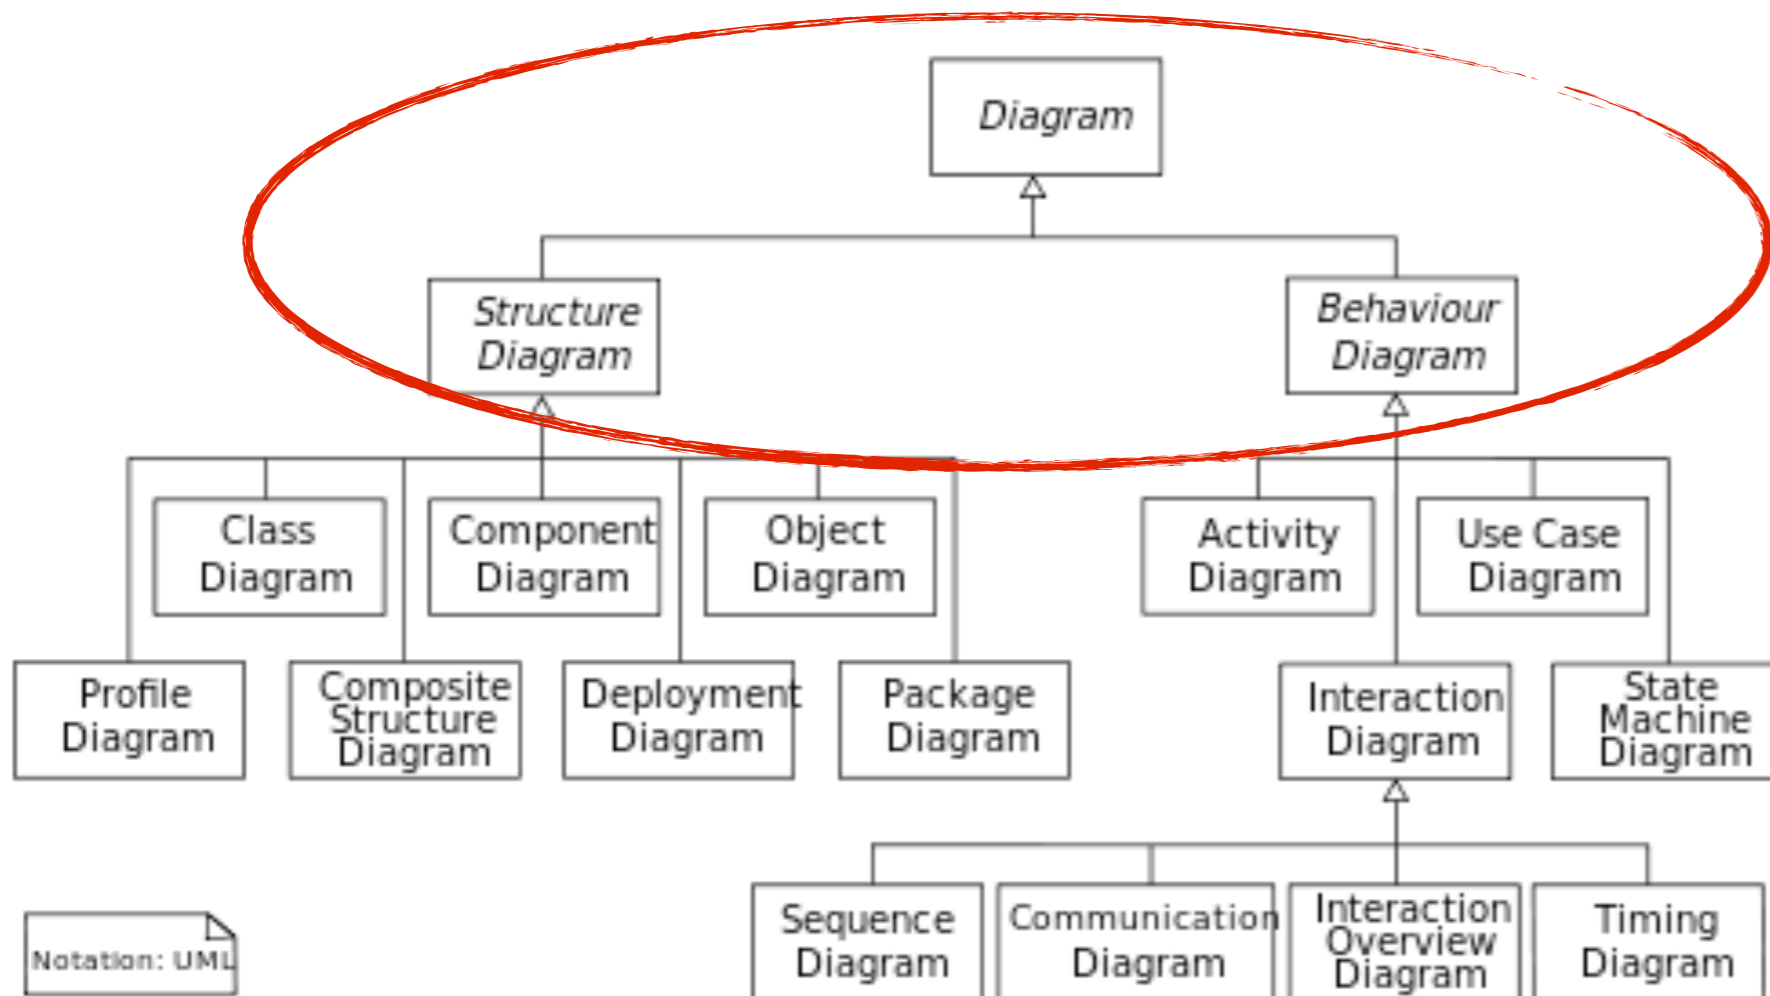 Diagram
Structure
Diagram
Behaviour
Diagram
Class
Diagram
Component
Diagram
Object
Diagram
Activity
Diagram
Use Case
Diagram
Profile
Diagram
Composite
Structure
Diagram
Deployment
Diagram
Package
Diagram
Interaction
Diagram
State
Machine
Diagram
Sequence
Diagram
Communication
Diagram
Interaction
Overview
Diagram
Timing
Diagram
Notation: UML